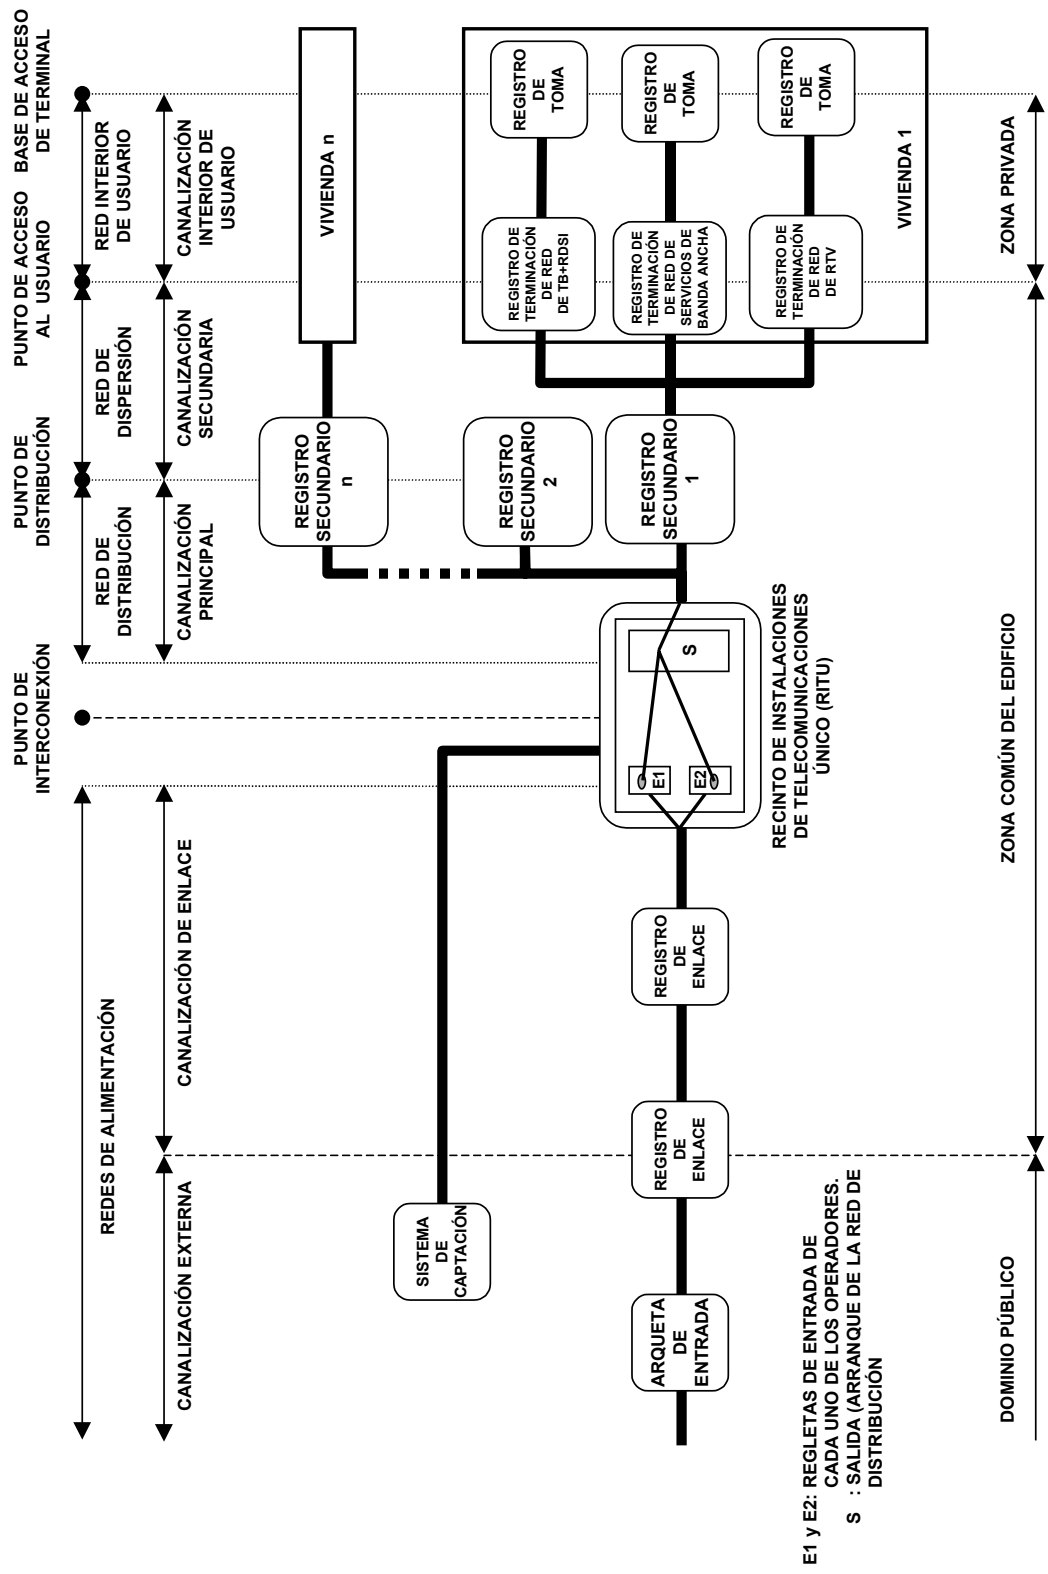 PUNTO DE
INTERCONEXIÓN
PUNTO DE
DISTRIBUCIÓN
PUNTO DE ACCESO
AL USUARIO
BASE DE ACCESO
DE TERMINAL
REDES DE ALIMENTACIÓN
RED DE
DISTRIBUCIÓN
RED DE
DISPERSIÓN
RED INTERIOR
DE USUARIO
CANALIZACIÓN EXTERNA
CANALIZACIÓN DE ENLACE
CANALIZACIÓN
PRINCIPAL
CANALIZACIÓN
SECUNDARIA
CANALIZACIÓN
INTERIOR DE
USUARIO
REGISTRO
SECUNDARIO
n
VIVIENDA n
SISTEMA
DE
CAPTACIÓN
REGISTRO
SECUNDARIO
2
REGISTRO DE
TERMINACIÓN
DE RED
DE TB+RDSI
REGISTRO
DE
TOMA
ARQUETA
DE
ENTRADA
REGISTRO
DE
ENLACE
REGISTRO
DE
ENLACE
E1
E2
S
REGISTRO
SECUNDARIO
1
REGISTRO DE
TERMINACIÓN
DE RED DE
SERVICIOS DE
BANDA ANCHA
REGISTRO
DE
TOMA
RECINTO DE INSTALACIONES
DE TELECOMUNICACIONES
ÚNICO (RITU)
REGISTRO DE
TERMINACIÓN
DE RED
DE RTV
REGISTRO
DE
TOMA
VIVIENDA 1
E1 y E2: REGLETAS DE ENTRADA DE
CADA UNO DE LOS OPERADORES.
S : SALIDA (ARRANQUE DE LA RED DE
DISTRIBUCIÓN
DOMINIO PÚBLICO
ZONA COMÚN DEL EDIFICIO
ZONA PRIVADA